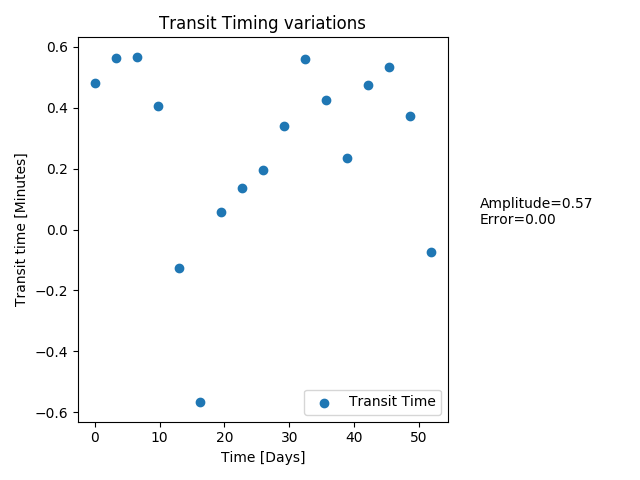 Transit Timing variations
Transit time [Minutes]
0.6
0.4
0.2
0.0
−0.2
−0.4
−0.6
Amplitude=0.57
Error=0.00
Transit Time
0 10 20 30 40 50
Time [Days]